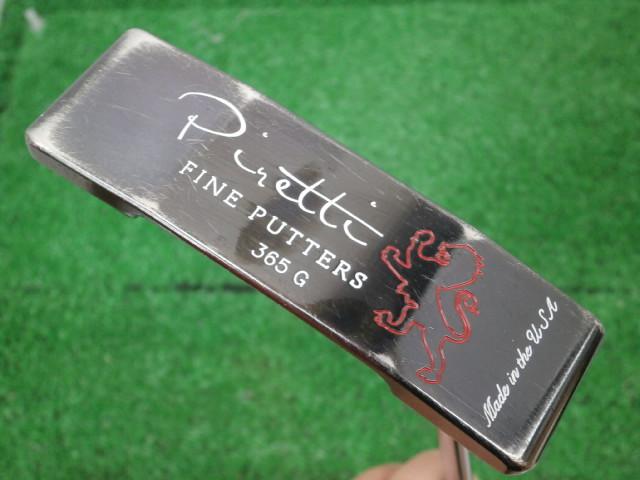 Piretti
FINE PUTTERS
365 G
Made in the USA